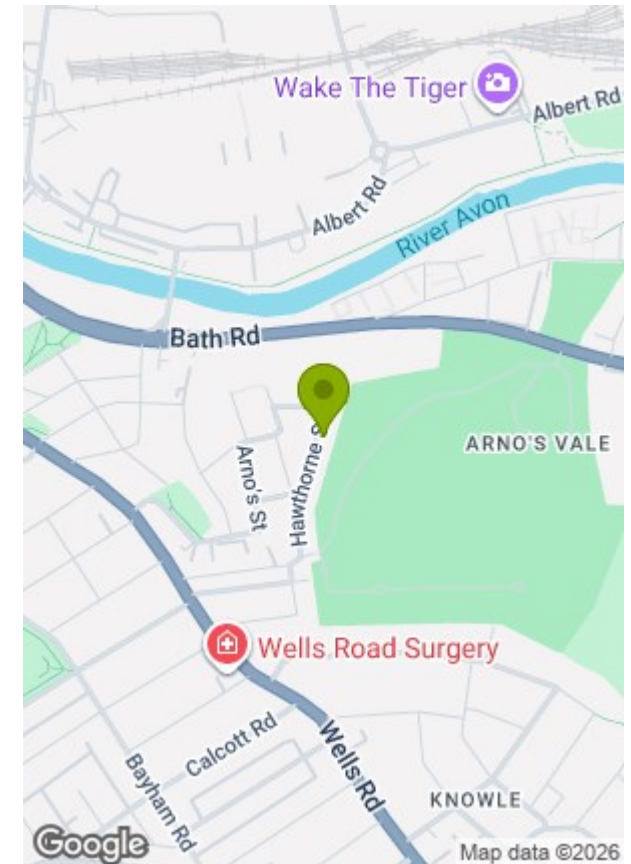 Wake The Tiger
Albert Rd
Albert Rd
River Avon
Bath Rd
ARNO'S VALE
Hawthorne S
Arno's St
Wells Road Surgery
Calcott Rd
Wells Rd
Bayham Rd
KNOWLE
Google
Map data ©2026